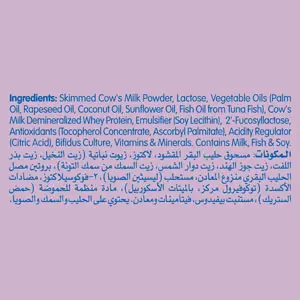 Ingredients: Skimmed Cow's Milk Powder, Lactose, Vegetable Oils (Palm
Oil, Rapeseed Oil, Coconut Oil, Sunflower Oil, Fish Oil from Tuna Fish), Cow's
Milk Demineralized Whey Protein, Emulsifier (Soy Lecithin), 2'-Fucosyllactose,
Antioxidants (Tocopherol Concentrate, Ascorbyl Palmitate), Acidity Regulator
(Citric Acid), Bifidus Culture, Vitamins & Minerals. Contains Milk, Fish & Soy.
المكونات: مسحوق حليب البقر المقشود، لاكتوز، زيوت نباتية (زيت النخيل، زيت بذر
اللفت، زيت جوز الهند، زيت دوار الشمس، زيت السمك من سمك التونة)، بروتين مصل
الحليب البقري منزوع المعادن، مستحلب (ليسيثين الصويا)، ٢-فوكوسيلاكتوز، مضادات
الأكسدة (توكوفيرول مركز، بالميتات الأسكوربيل)، مادة منظمة للحموضة (حمض
الستريك)، مستنبت بيفيدوس، فيتامينات ومعادن. يحتوي على الحليب والسمك والصويا.